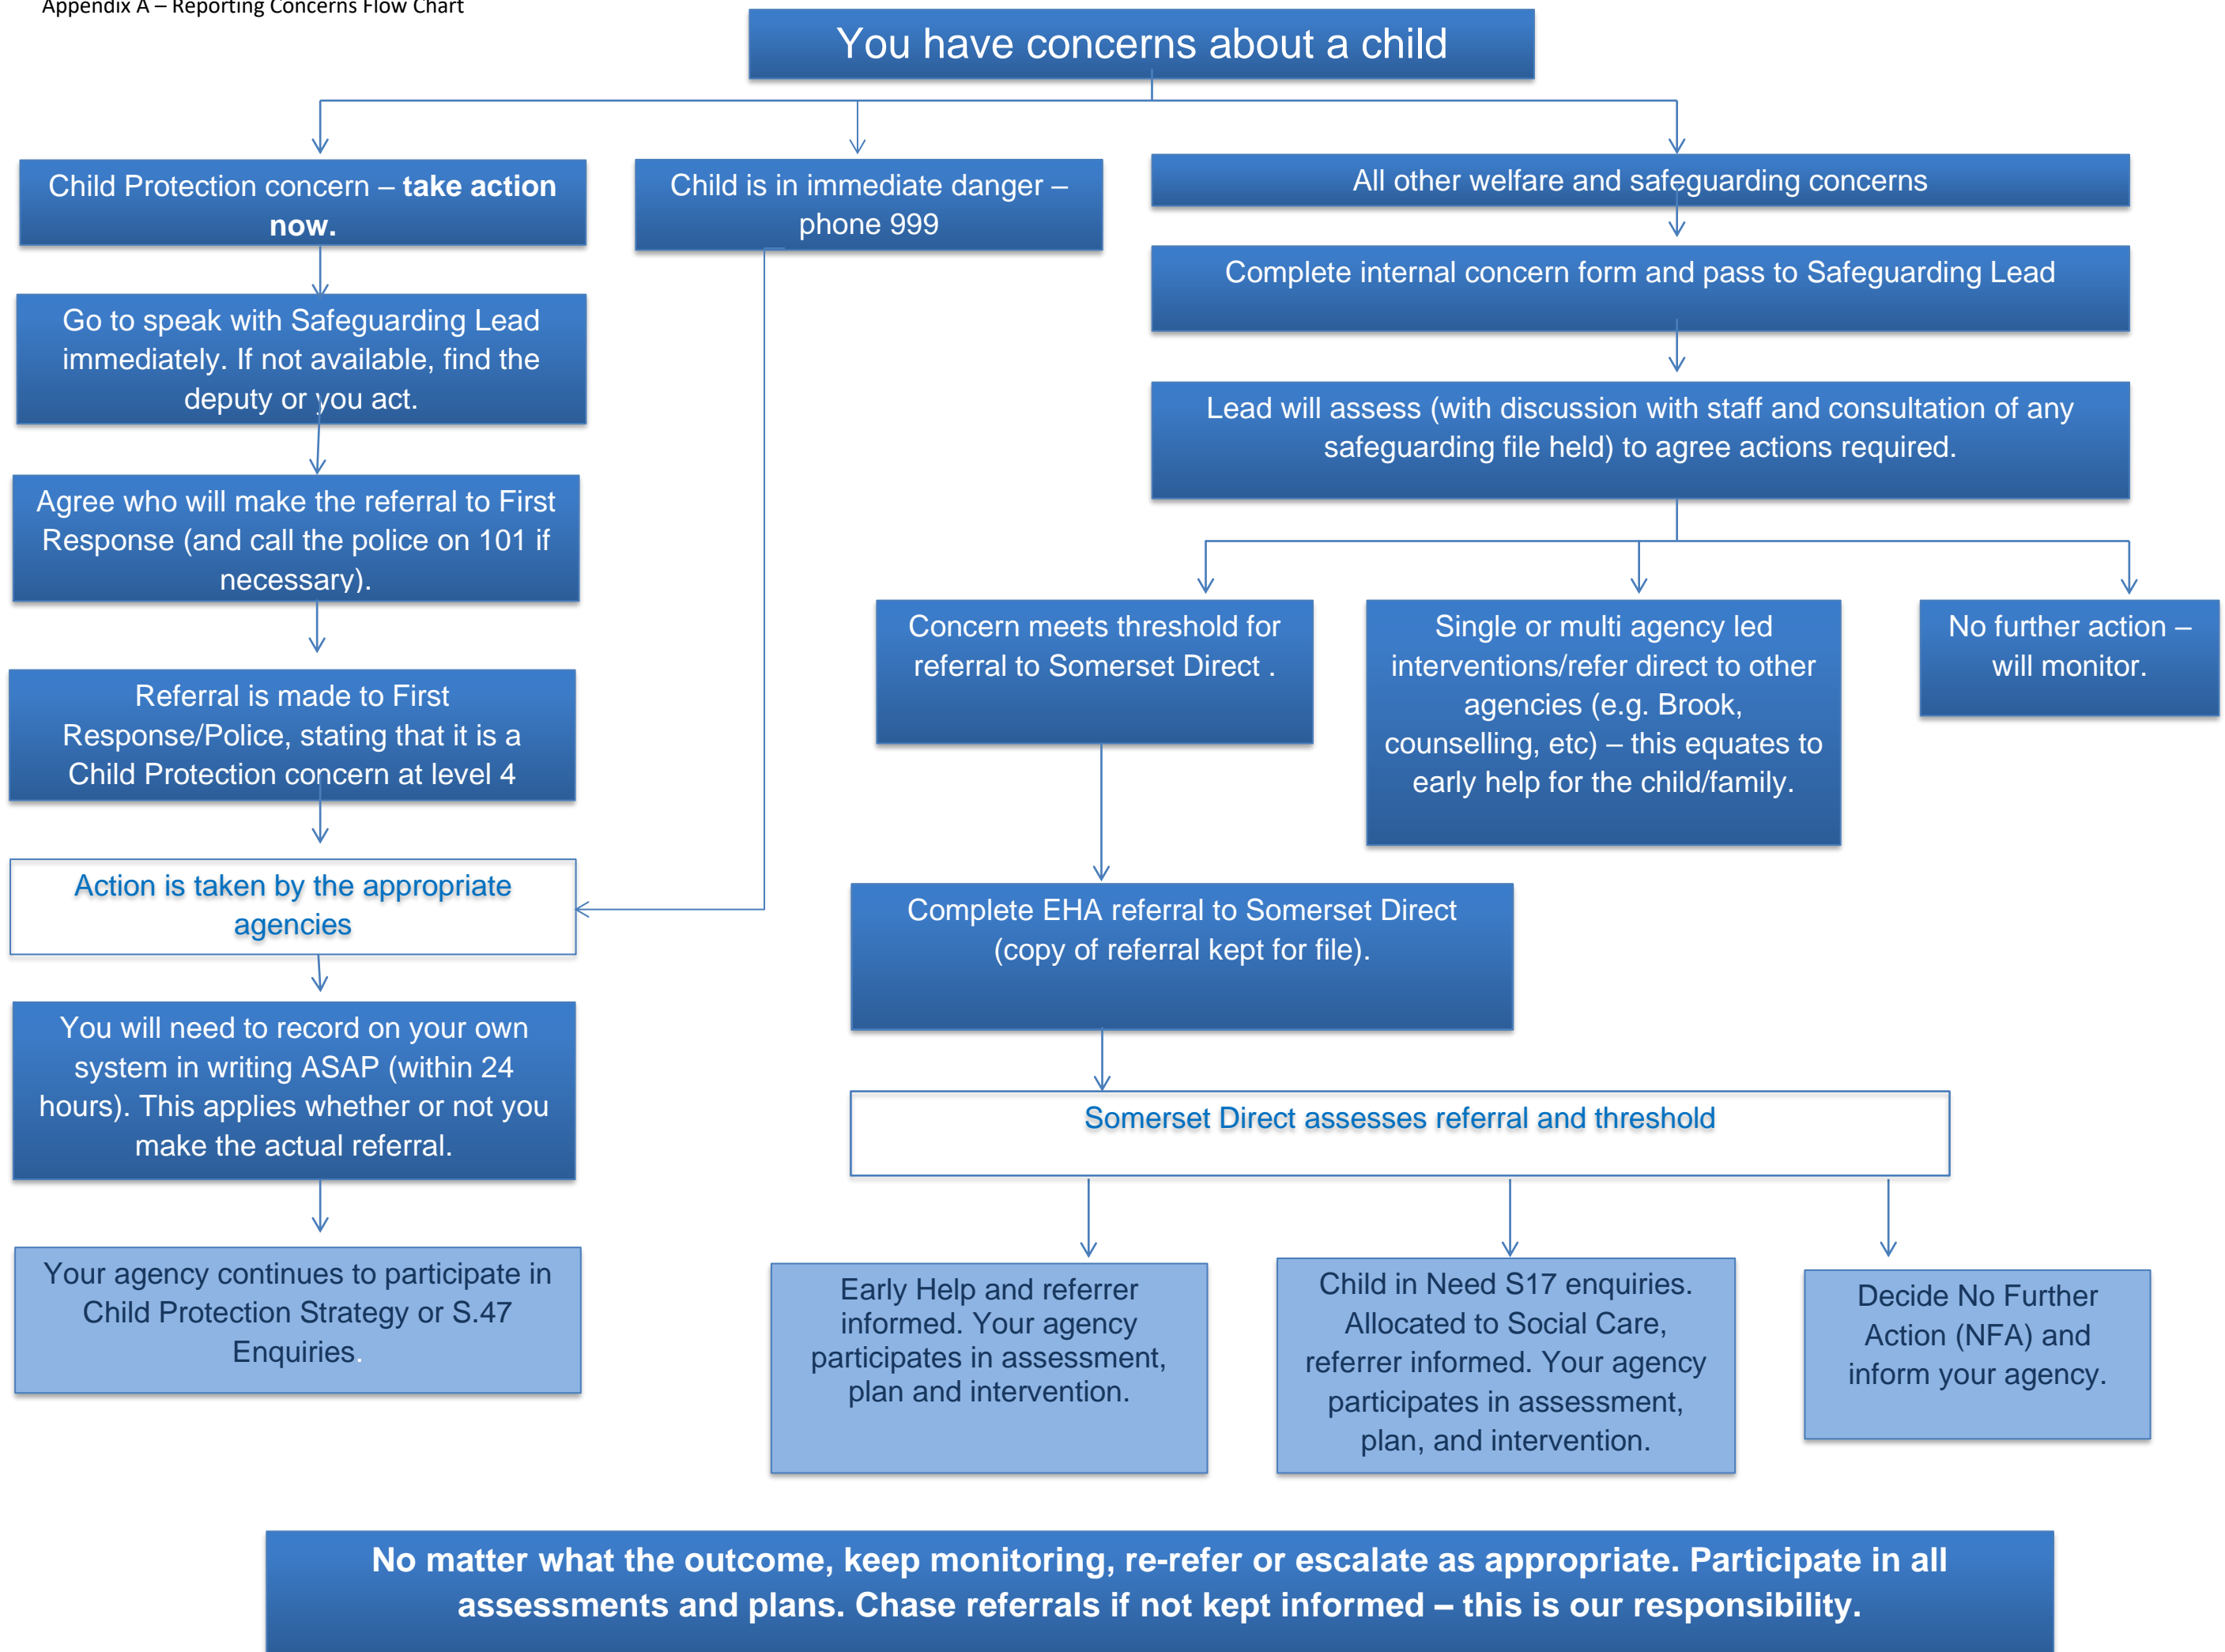 Appendix A – Reporting Concerns Flow Chart
You have concerns about a child
Child Protection concern – take action
now.
Child is in immediate danger –
phone 999
All other welfare and safeguarding concerns
Go to speak with Safeguarding Lead
immediately. If not available, find the
deputy or you act.
Complete internal concern form and pass to Safeguarding Lead
Lead will assess (with discussion with staff and consultation of any
safeguarding file held) to agree actions required.
Agree who will make the referral to First
Response (and call the police on 101 if
necessary).
Concern meets threshold for
referral to Somerset Direct .
Single or multi agency led
interventions/refer direct to other
agencies (e.g. Brook,
counselling, etc) – this equates to
early help for the child/family.
No further action –
will monitor.
Referral is made to First
Response/Police, stating that it is a
Child Protection concern at level 4
Action is taken by the appropriate
agencies
Complete EHA referral to Somerset Direct
(copy of referral kept for file).
You will need to record on your own
system in writing ASAP (within 24
hours). This applies whether or not you
make the actual referral.
Somerset Direct assesses referral and threshold
Your agency continues to participate in
Child Protection Strategy or S.47
Enquiries.
Early Help and referrer
informed. Your agency
participates in assessment,
plan and intervention.
Child in Need S17 enquiries.
Allocated to Social Care,
referrer informed. Your agency
participates in assessment,
plan, and intervention.
Decide No Further
Action (NFA) and
inform your agency.
No matter what the outcome, keep monitoring, re-refer or escalate as appropriate. Participate in all
assessments and plans. Chase referrals if not kept informed – this is our responsibility.